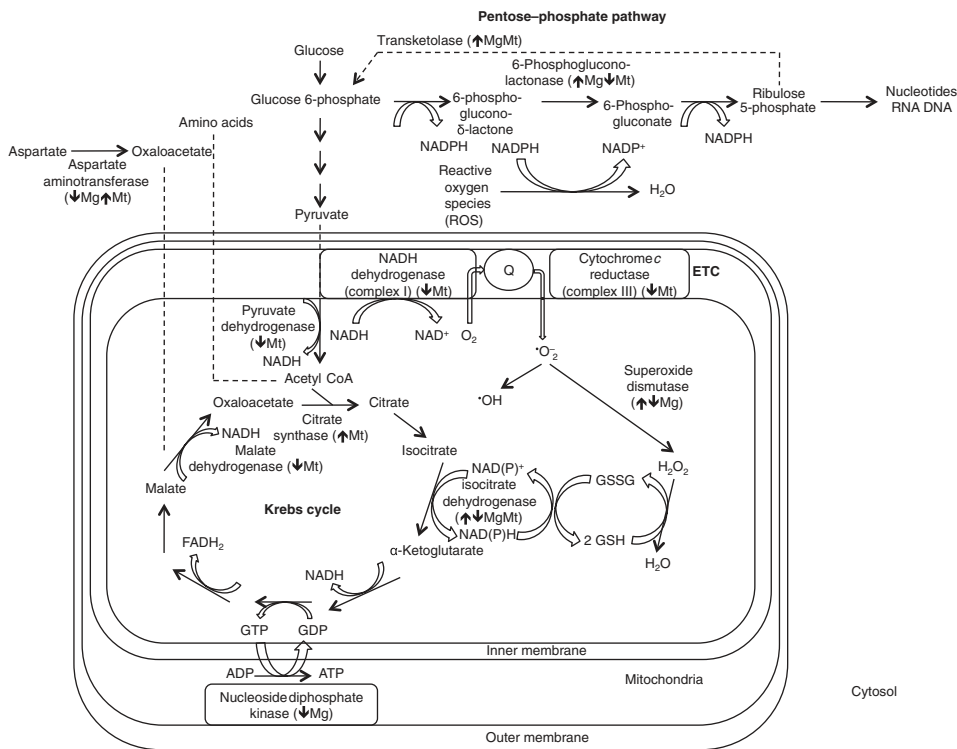 Pentose–phosphate pathway
Transketolase (↑MgMt)
Glucose
6-Phosphoglucono-
lactonase (↑Mg↓Mt)
Glucose 6-phosphate
6-phospho-
glucono-
δ-lactone
6-Phospho-
gluconate
Ribulose
5-phosphate
Nucleotides
RNA DNA
Amino acids
NADPH
NADPH
NADP⁺
NADPH
Aspartate
Oxaloacetate
Aspartate
aminotransferase
(↓Mg↑Mt)
Reactive
oxygen
species
(ROS)
H₂O
Pyruvate
NADH
dehydrogenase
(complex I) (↓Mt)
Q
Cytochrome c
reductase
(complex III) (↓Mt)
ETC
Pyruvate
dehydrogenase
(↓Mt)
NADH
NADH
NAD⁺
O₂
•O₂⁻
Acetyl CoA
Superoxide
dismutase
(↑↓Mg)
•OH
Oxaloacetate
Citrate
Citrate
synthase (↑Mt)
NADH
Malate
dehydrogenase (↓Mt)
Isocitrate
Malate
NAD(P)⁺
isocitrate
dehydrogenase
(↑↓MgMt)
NAD(P)H
GSSG
H₂O₂
Krebs cycle
2 GSH
H₂O
FADH₂
α-Ketoglutarate
NADH
GTP
GDP
Inner membrane
ADP
ATP
Mitochondria
Nucleoside diphosphate
kinase (↓Mg)
Cytosol
Outer membrane